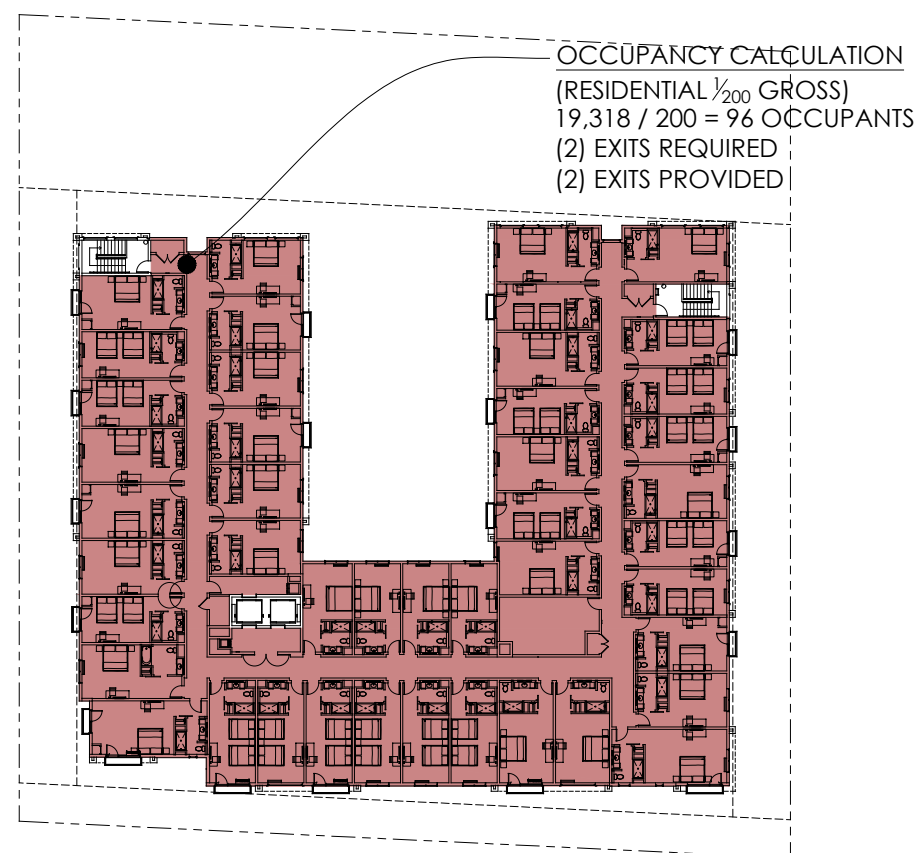 OCCUPANCY CALCULATION
(RESIDENTIAL 1/200 GROSS)
19,318 / 200 = 96 OCCUPANTS
(2) EXITS REQUIRED
(2) EXITS PROVIDED